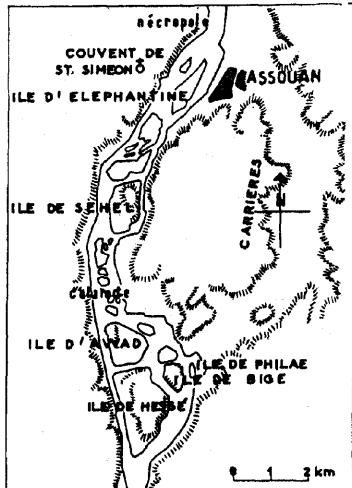 nécropole
COUVENT DE
ST. SIMEON
ASSOUAN
ILE D'ELEPHANTINE
CARRIÈRES
N
ILE DE SEHEL
ILE D'AWAD
ILE DE PHILAE
ILE DE BIGE
ILE DE HESSE
0 1 2 km